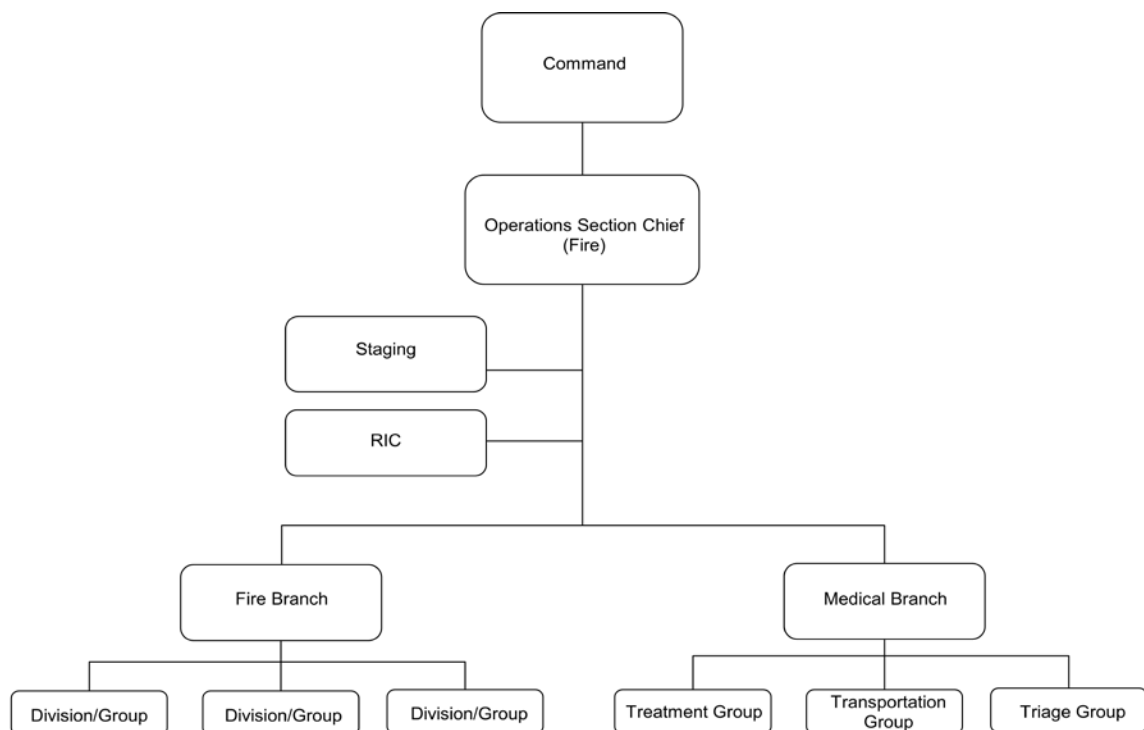 Command
Operations Section Chief
(Fire)
Staging
RIC
Fire Branch
Medical Branch
Division/Group
Division/Group
Division/Group
Treatment Group
Transportation
Group
Triage Group